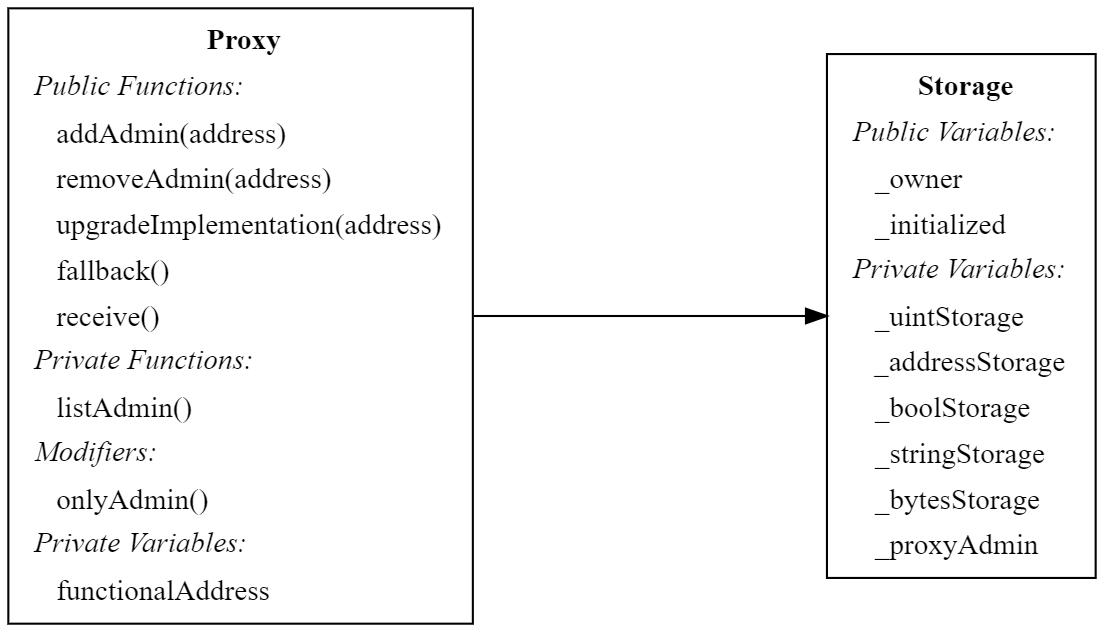 Proxy
Public Functions:
addAdmin(address)
removeAdmin(address)
upgradeImplementation(address)
fallback()
receive()
Private Functions:
listAdmin()
Modifiers:
onlyAdmin()
Private Variables:
functionalAddress
Storage
Public Variables:
_owner
_initialized
Private Variables:
_uintStorage
_addressStorage
_boolStorage
_stringStorage
_bytesStorage
_proxyAdmin